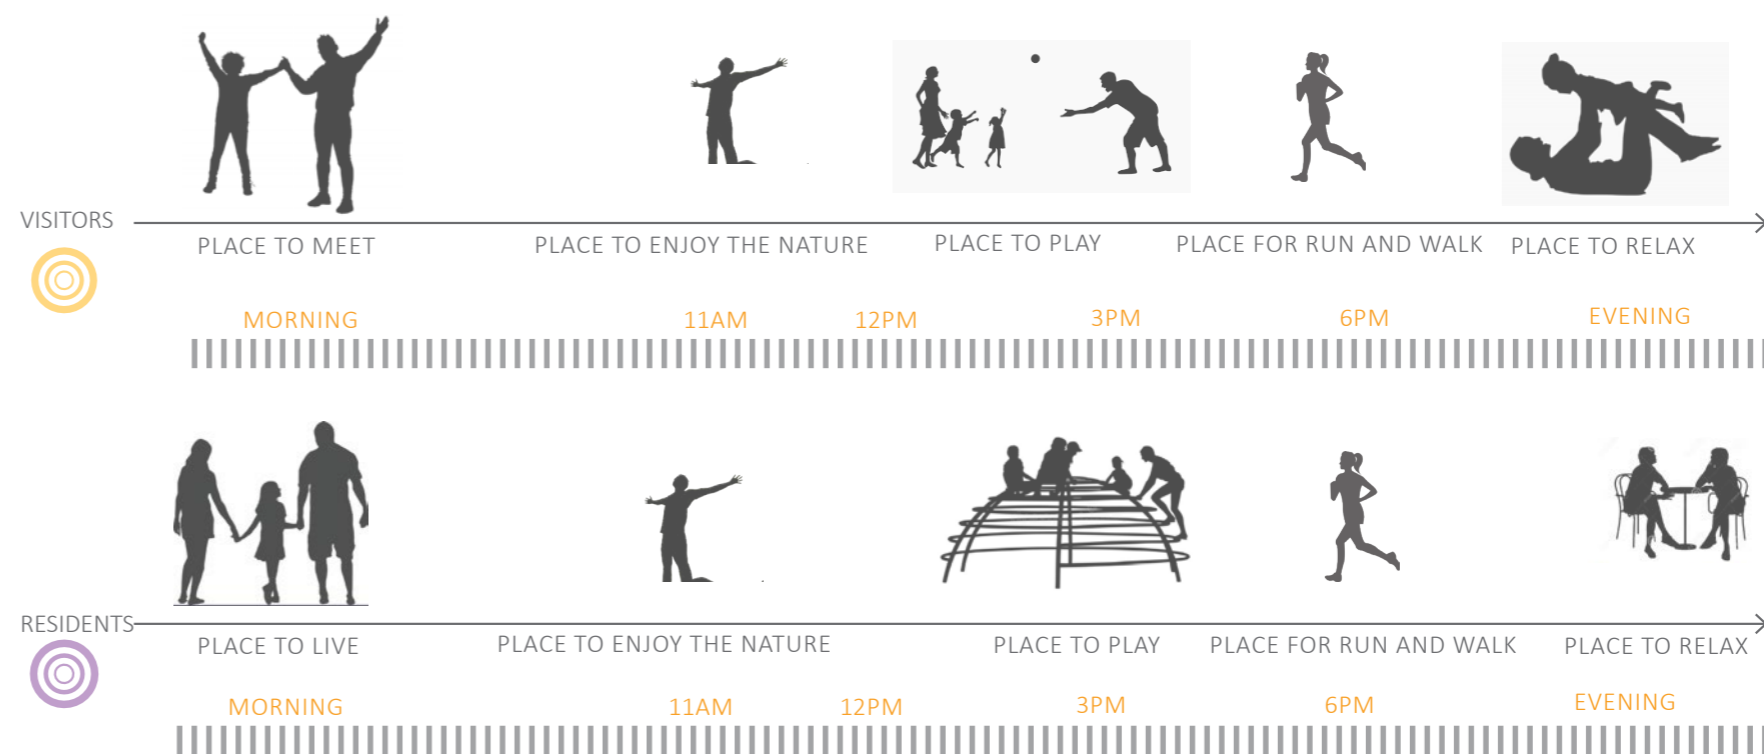 VISITORS
PLACE TO MEET
PLACE TO ENJOY THE NATURE
PLACE TO PLAY
PLACE FOR RUN AND WALK
PLACE TO RELAX
MORNING
11AM
12PM
3PM
6PM
EVENING
RESIDENTS
PLACE TO LIVE
PLACE TO ENJOY THE NATURE
PLACE TO PLAY
PLACE FOR RUN AND WALK
PLACE TO RELAX
MORNING
11AM
12PM
3PM
6PM
EVENING